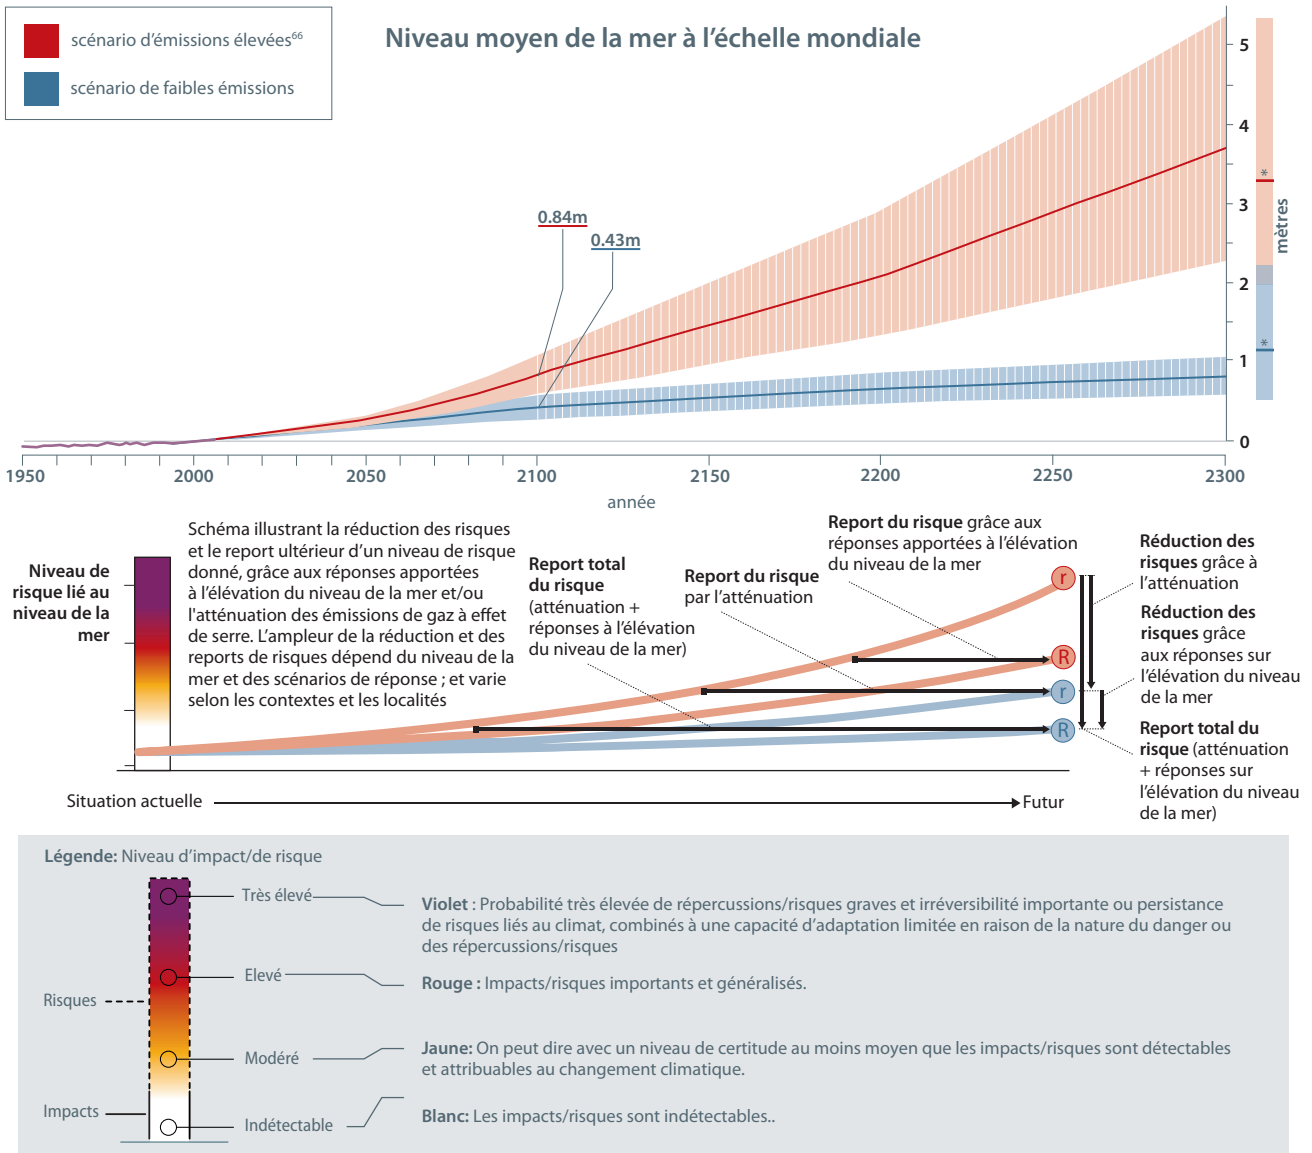 scénario d'émissions élevées66
scénario de faibles émissions
Niveau moyen de la mer à l'échelle mondiale
5
4
3
2
1
0
mètres
*
*
0.84m
0.43m
1950
2000
2050
2100
2150
2200
2250
2300
année
Niveau de
risque lié au
niveau de la
mer
Schéma illustrant la réduction des risques
et le report ultérieur d'un niveau de risque
donné, grâce aux réponses apportées
à l'élévation du niveau de la mer et/ou
l'atténuation des émissions de gaz à effet
de serre. L'ampleur de la réduction et des
reports de risques dépend du niveau de la
mer et des scénarios de réponse ; et varie
selon les contextes et les localités
Report total
du risque
(atténuation +
réponses à l'élévation
du niveau de la mer)
Report du risque
par l'atténuation
Report du risque grâce aux
réponses apportées à l'élévation
du niveau de la mer
r
R
r
R
Réduction des
risques grâce à
l'atténuation
Réduction des
risques grâce
aux réponses sur
l'élévation du niveau
de la mer
Report total du
risque (atténuation
+ réponses sur
l'élévation du niveau
de la mer)
Situation actuelle
Futur
Légende: Niveau d'impact/de risque
Risques
Impacts
Très élevé
Elevé
Modéré
Indétectable
Violet : Probabilité très élevée de répercussions/risques graves et irréversibilité importante ou persistance
de risques liés au climat, combinés à une capacité d'adaptation limitée en raison de la nature du danger ou
des répercussions/risques
Rouge : Impacts/risques importants et généralisés.
Jaune: On peut dire avec un niveau de certitude au moins moyen que les impacts/risques sont détectables
et attribuables au changement climatique.
Blanc: Les impacts/risques sont indétectables..